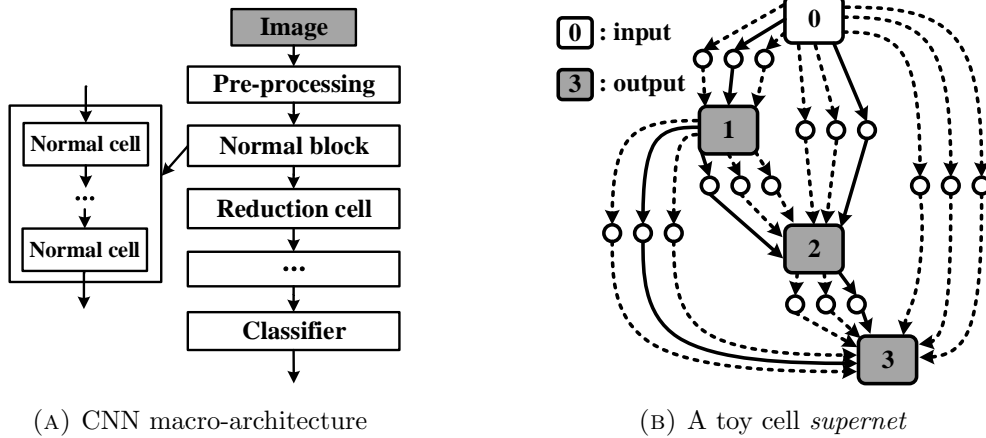 Image
Pre-processing
Normal block
Reduction cell
...
Classifier
Normal cell
...
Normal cell
(A) CNN macro-architecture
0 : input
3 : output
0
1
2
3
(B) A toy cell supernet